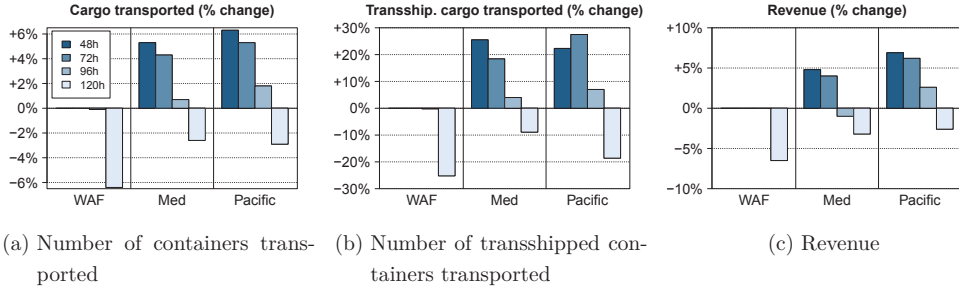 Cargo transported (% change)
+6%
+4%
+2%
0%
−2%
−4%
−6%
48h
72h
96h
120h
WAF Med Pacific
Transship. cargo transported (% change)
+30%
+20%
+10%
0%
−10%
−20%
−30%
WAF Med Pacific
Revenue (% change)
+10%
+5%
0%
−5%
−10%
WAF Med Pacific
(a) Number of containers trans-
ported
(b) Number of transshipped con-
tainers transported
(c) Revenue